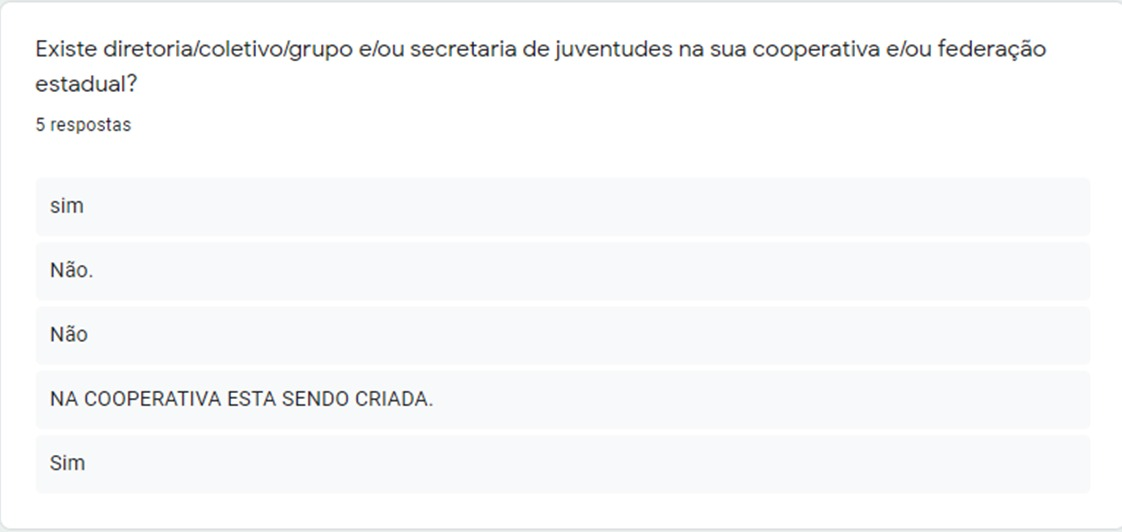 Existe diretoria/coletivo/grupo e/ou secretaria de juventudes na sua cooperativa e/ou federação
estadual?
5 respostas
sim
Não.
Não
NA COOPERATIVA ESTA SENDO CRIADA.
Sim